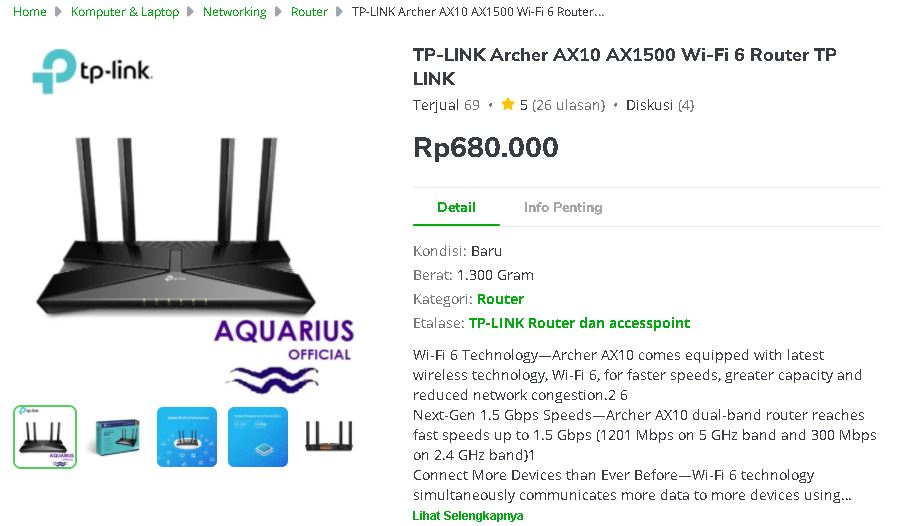 Home Komputer & Laptop Networking Router TP-LINK Archer AX10 AX1500 Wi-Fi 6 Router...
tp-link
TP-LINK Archer AX10 AX1500 Wi-Fi 6 Router TP
LINK
Terjual 69 • 5 (26 ulasan) • Diskusi (4)
Rp680.000
Detail Info Penting
Kondisi: Baru
Berat: 1.300 Gram
Kategori: Router
Etalase: TP-LINK Router dan accesspoint
Wi-Fi 6 Technology—Archer AX10 comes equipped with latest
wireless technology, Wi-Fi 6, for faster speeds, greater capacity and
reduced network congestion.2 6
Next-Gen 1.5 Gbps Speeds—Archer AX10 dual-band router reaches
fast speeds up to 1.5 Gbps (1201 Mbps on 5 GHz band and 300 Mbps
on 2.4 GHz band)1
Connect More Devices than Ever Before—Wi-Fi 6 technology
simultaneously communicates more data to more devices using...
Lihat Selengkapnya
tp-link
AQUARIUS
OFFICIAL
tp-link
AQUARIUS